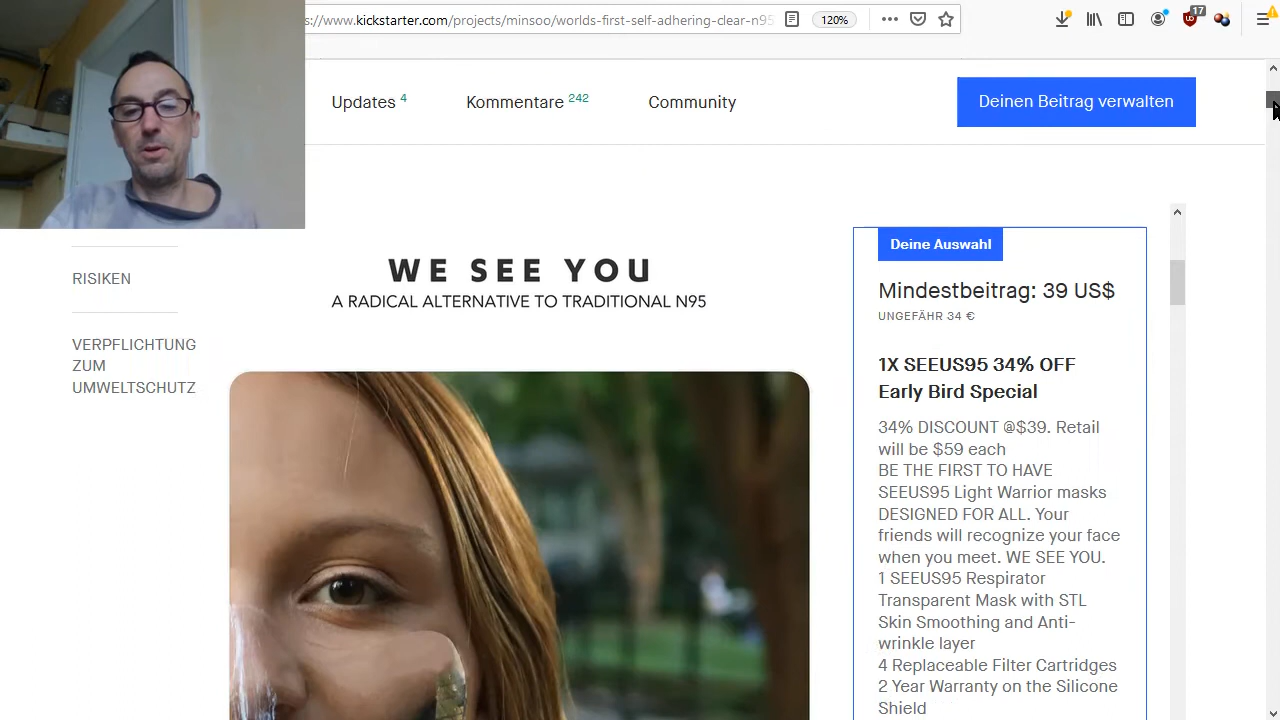 s://www.kickstarter.com/projects/minsoo/worlds-first-self-adhering-clear-n95
120%
17
Updates 4
Kommentare 242
Community
Deinen Beitrag verwalten
RISIKEN
VERPFLICHTUNG
ZUM
UMWELTSCHUTZ
WE SEE YOU
A RADICAL ALTERNATIVE TO TRADITIONAL N95
Deine Auswahl
Mindestbeitrag: 39 US$
UNGEFÄHR 34 €
1X SEEUS95 34% OFF
Early Bird Special
34% DISCOUNT @$39. Retail
will be $59 each
BE THE FIRST TO HAVE
SEEUS95 Light Warrior masks
DESIGNED FOR ALL. Your
friends will recognize your face
when you meet. WE SEE YOU.
1 SEEUS95 Respirator
Transparent Mask with STL
Skin Smoothing and Anti-
wrinkle layer
4 Replaceable Filter Cartridges
2 Year Warranty on the Silicone
Shield